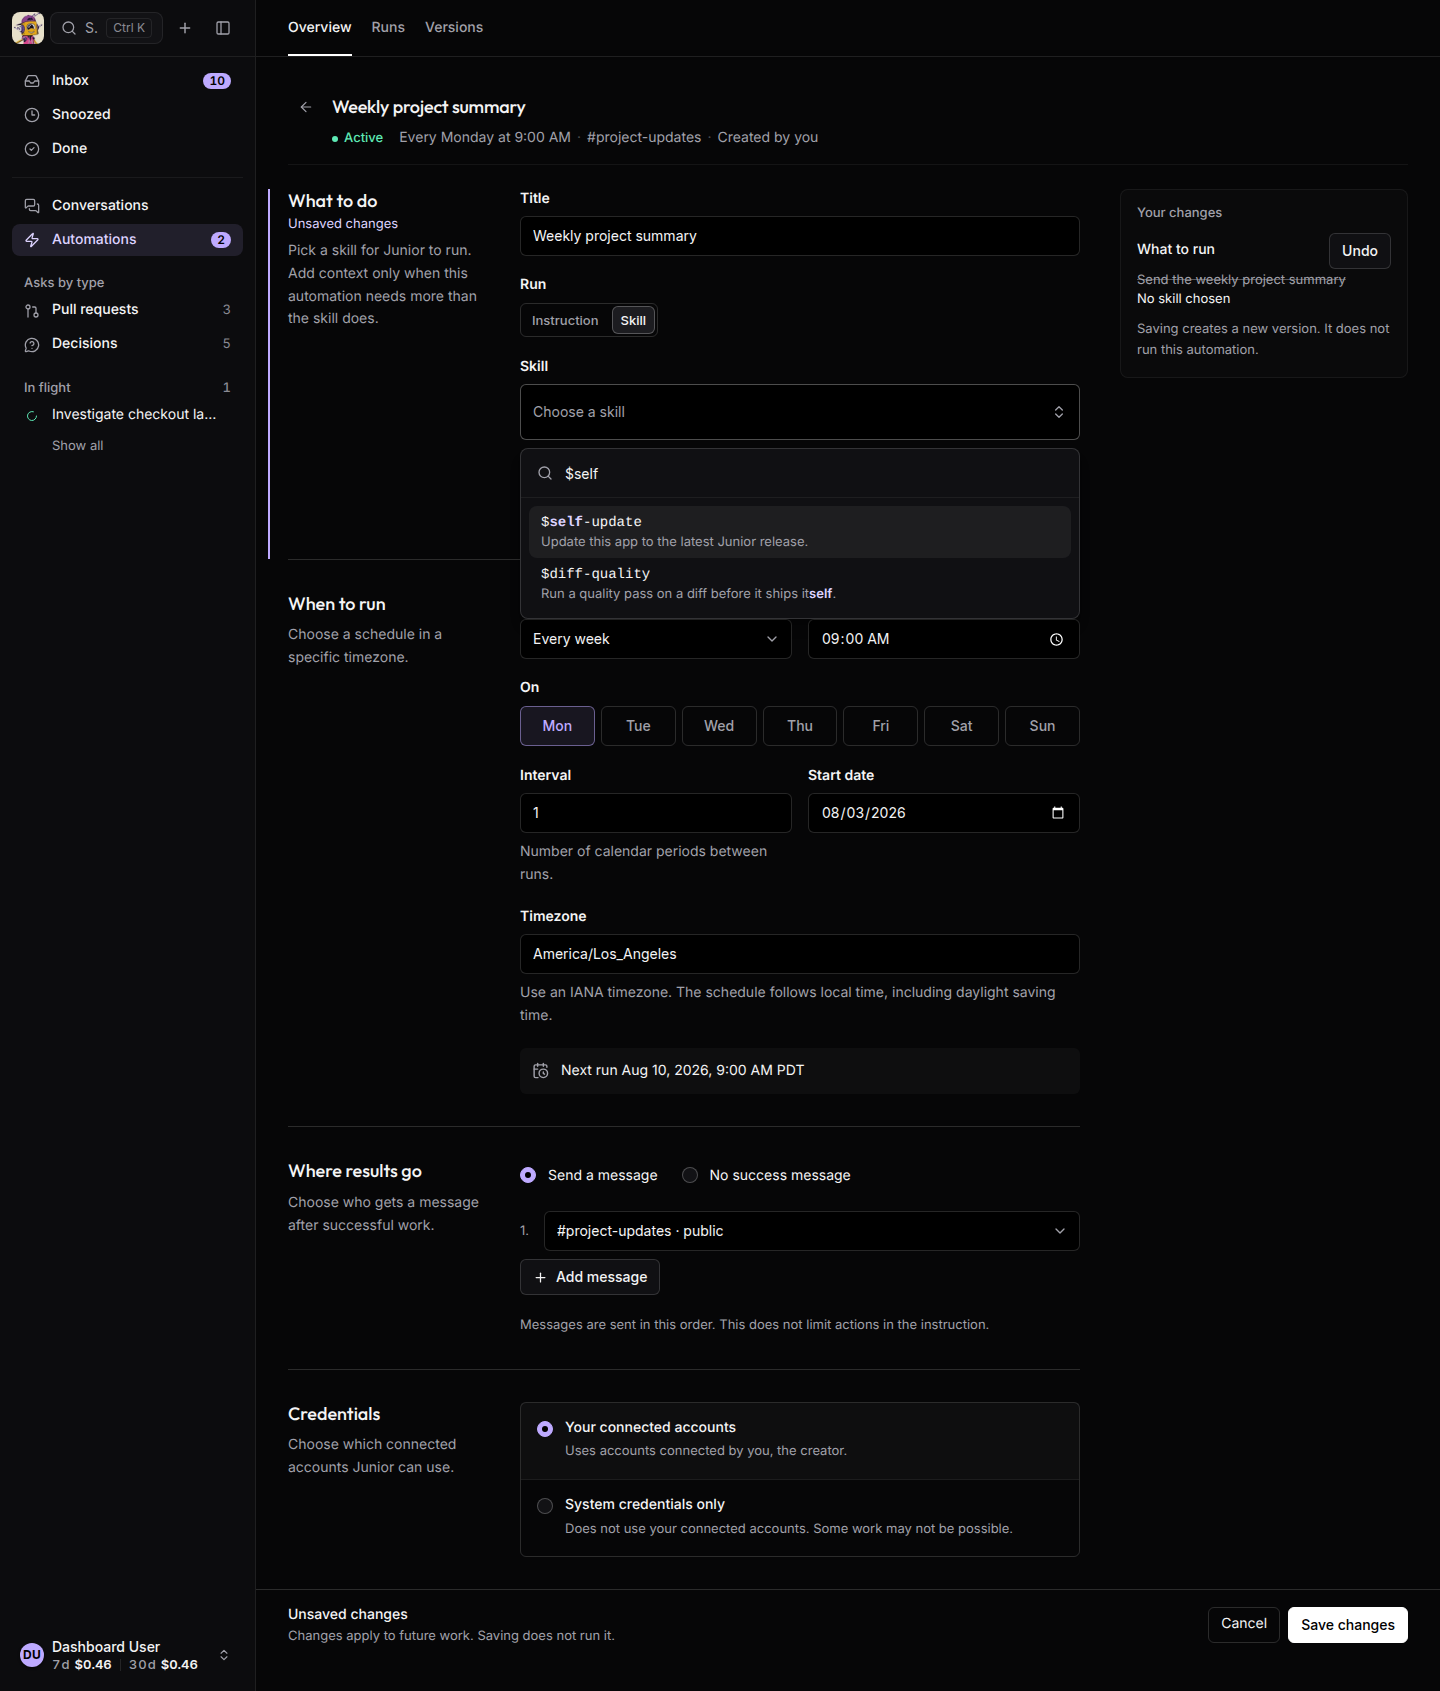 S.
Ctrl K
Inbox
10
Snoozed
Done
Conversations
Automations
2
Asks by type
Pull requests
3
Decisions
5
In flight
1
Investigate checkout la...
Show all
DU
Dashboard User
7d $0.46
30d $0.46
Overview
Runs
Versions
Weekly project summary
Active
Every Monday at 9:00 AM · #project-updates · Created by you
What to do
Unsaved changes
Pick a skill for Junior to run.
Add context only when this
automation needs more than
the skill does.
Title
Weekly project summary
Run
Instruction
Skill
Skill
Choose a skill
$self
$self-update
Update this app to the latest Junior release.
$diff-quality
Run a quality pass on a diff before it ships itself.
Your changes
What to run
Undo
Send the weekly project summary
No skill chosen
Saving creates a new version. It does not
run this automation.
When to run
Choose a schedule in a
specific timezone.
Every week
09:00 AM
On
Mon
Tue
Wed
Thu
Fri
Sat
Sun
Interval
Start date
1
08/03/2026
Number of calendar periods between
runs.
Timezone
America/Los_Angeles
Use an IANA timezone. The schedule follows local time, including daylight saving
time.
Next run Aug 10, 2026, 9:00 AM PDT
Where results go
Choose who gets a message
after successful work.
Send a message
No success message
1.
#project-updates · public
Add message
Messages are sent in this order. This does not limit actions in the instruction.
Credentials
Choose which connected
accounts Junior can use.
Your connected accounts
Uses accounts connected by you, the creator.
System credentials only
Does not use your connected accounts. Some work may not be possible.
Unsaved changes
Changes apply to future work. Saving does not run it.
Cancel
Save changes